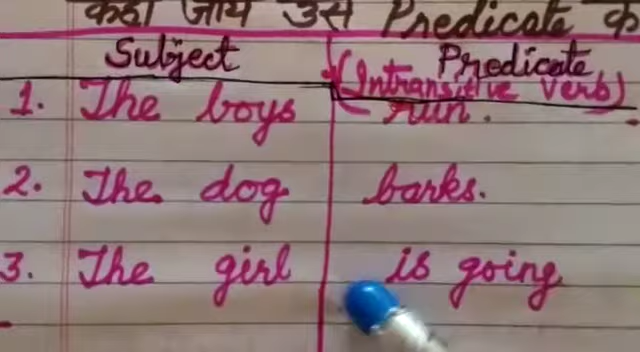 कहा जाय उसे Predicate के
Subject Predicate
(Intransitive Verb)
1. The boys run.
2. The dog barks.
3. The girl is going